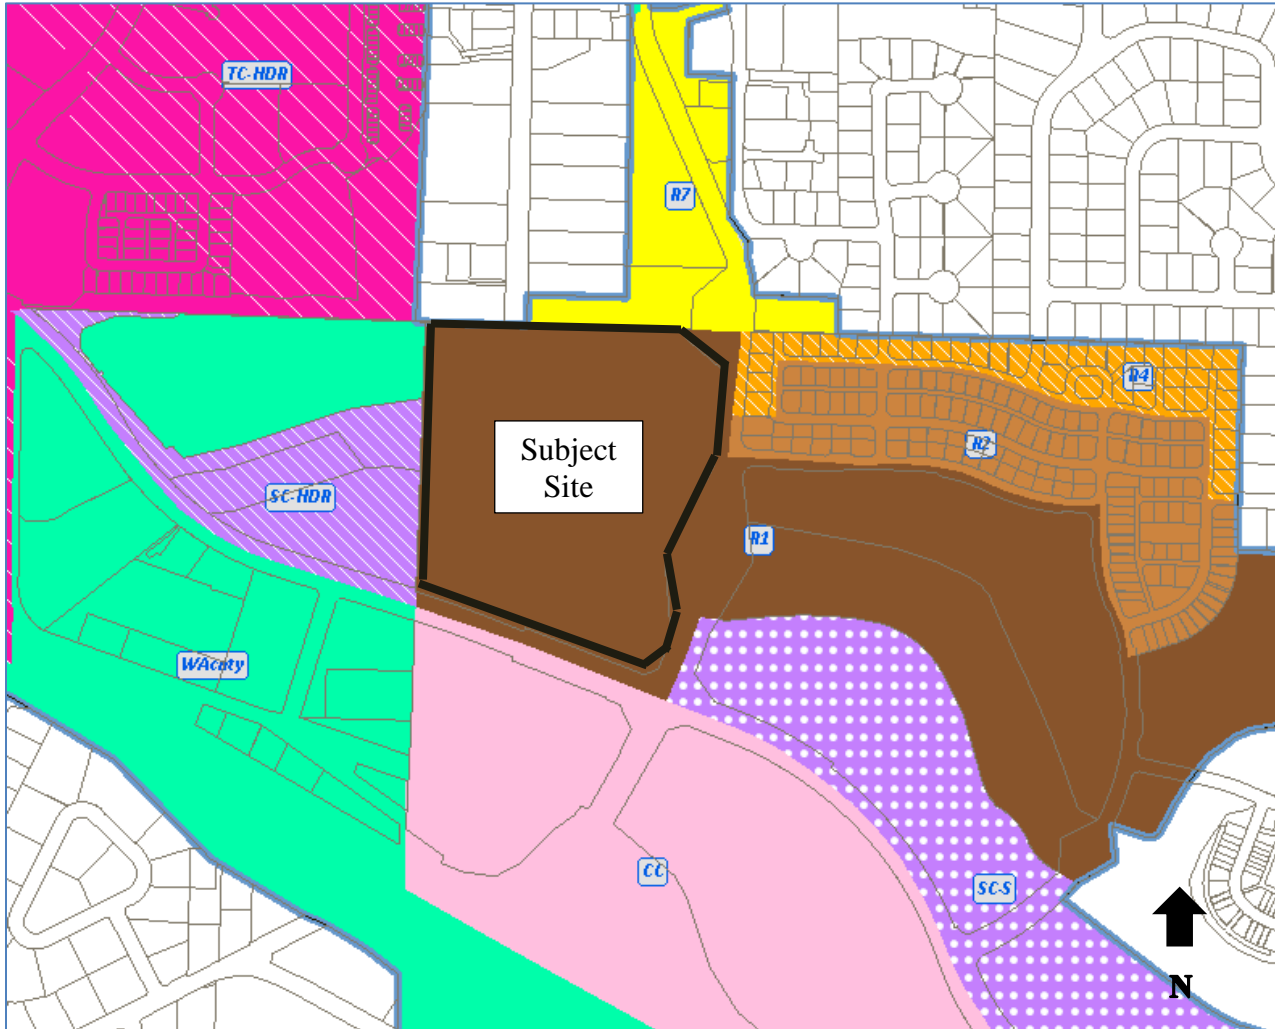 TC-HDR
R7
R4
Subject
Site
R2
SC-HDR
R1
WAcnty
CC
SC-S
N